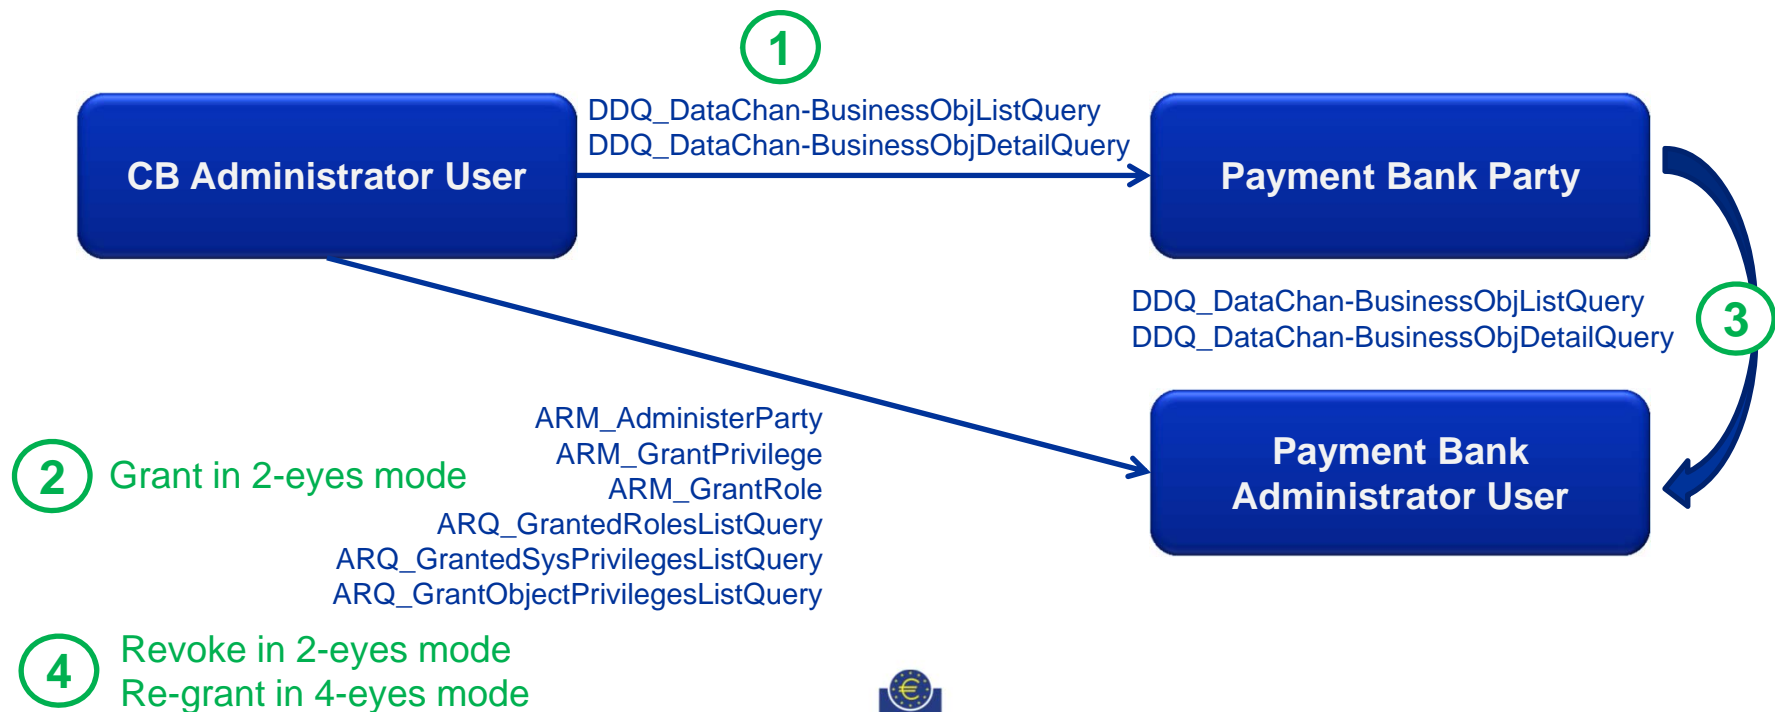 1
DDQ_DataChan-BusinessObjListQuery
DDQ_DataChan-BusinessObjDetailQuery
CB Administrator User
Payment Bank Party
DDQ_DataChan-BusinessObjListQuery
DDQ_DataChan-BusinessObjDetailQuery
3
ARM_AdministerParty
ARM_GrantPrivilege
ARM_GrantRole
ARQ_GrantedRolesListQuery
ARQ_GrantedSysPrivilegesListQuery
ARQ_GrantObjectPrivilegesListQuery
2
Grant in 2-eyes mode
Payment Bank
Administrator User
4
Revoke in 2-eyes mode
Re-grant in 4-eyes mode
€